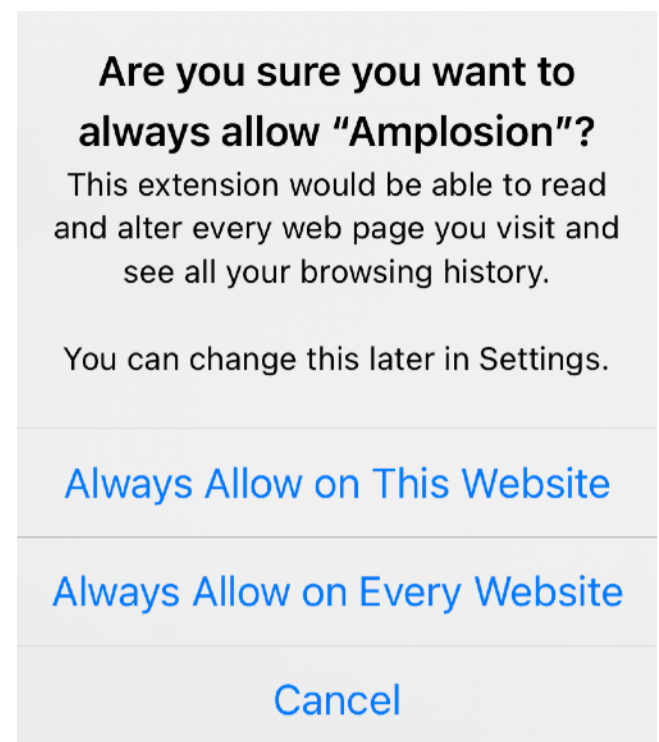 Are you sure you want to
always allow “Amplosion”?
This extension would be able to read
and alter every web page you visit and
see all your browsing history.
You can change this later in Settings.
Always Allow on This Website
Always Allow on Every Website
Cancel